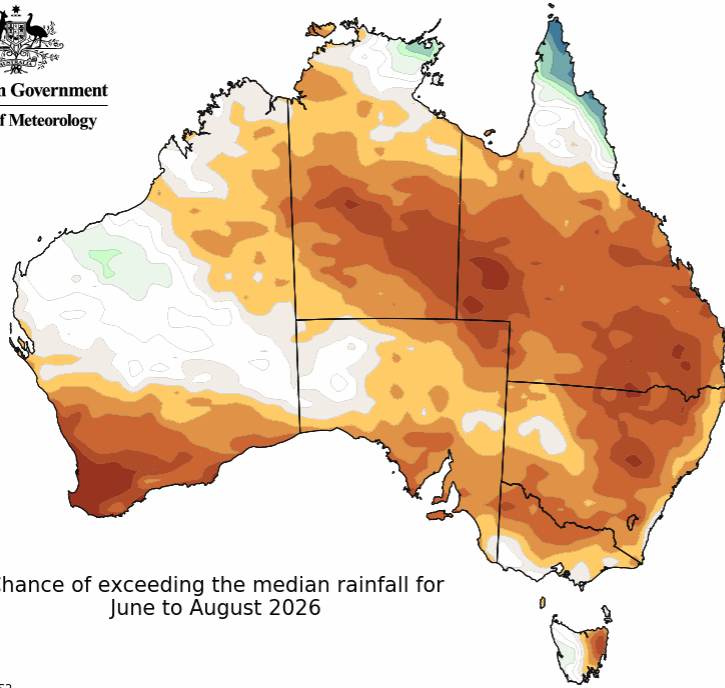 n Government
f Meteorology
hance of exceeding the median rainfall for
June to August 2026